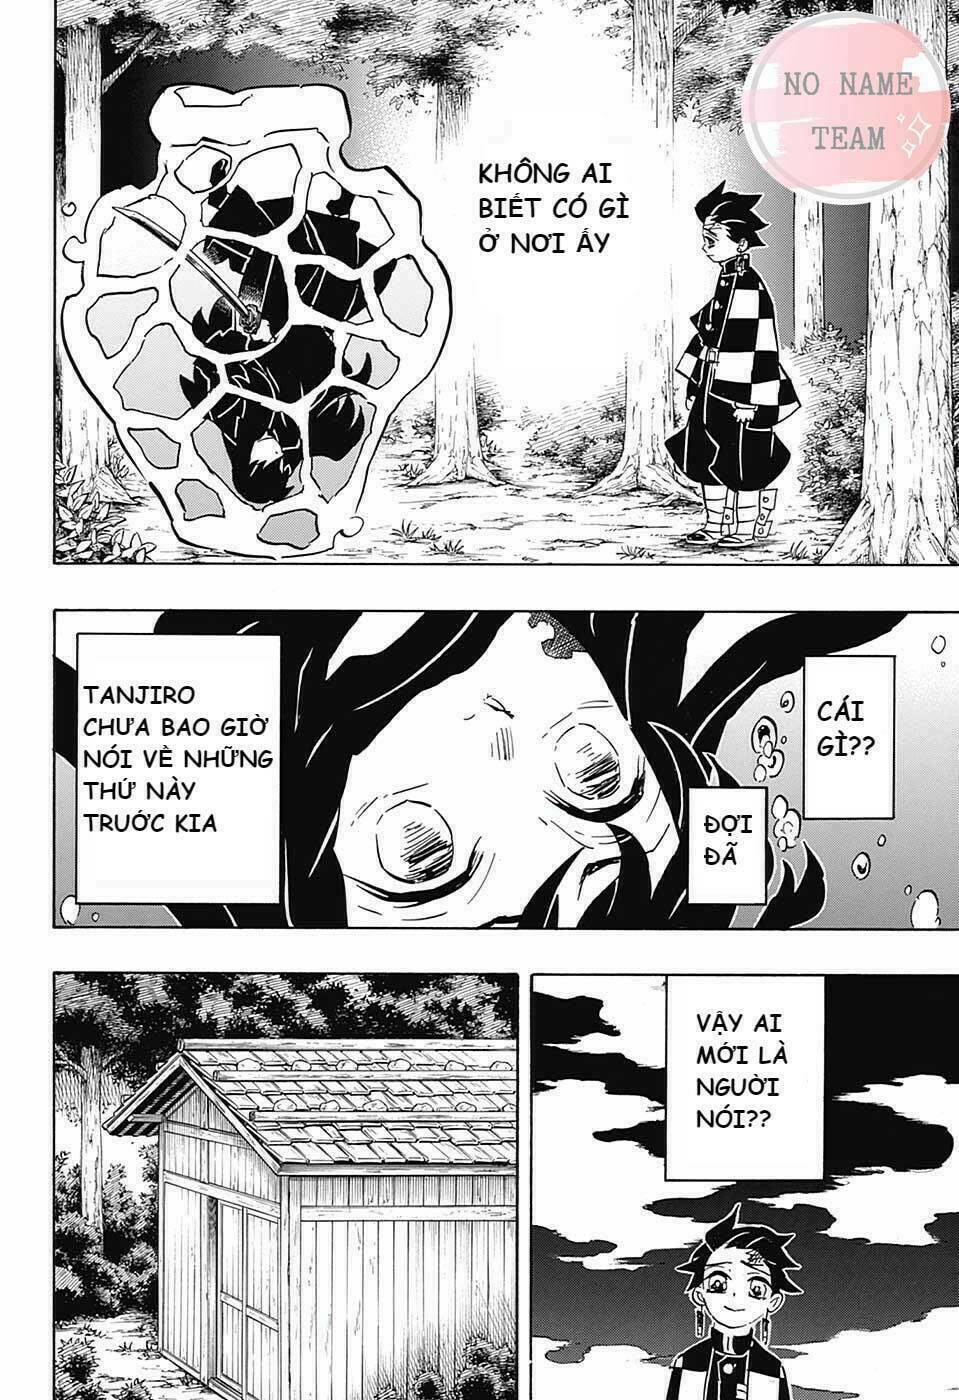 NO NAME
TEAM
KHÔNG AI
BIẾT CÓ GÌ
Ở NƠI ẤY
CÁI
GÌ??
ĐỢI
ĐÃ
TANJIRO
CHƯA BAO GIỜ
NÓI VỀ NHỮNG
THỨ NÀY
TRƯỚC KIA
VẬY AI
MỚI LÀ
NGUỜI
NÓI??